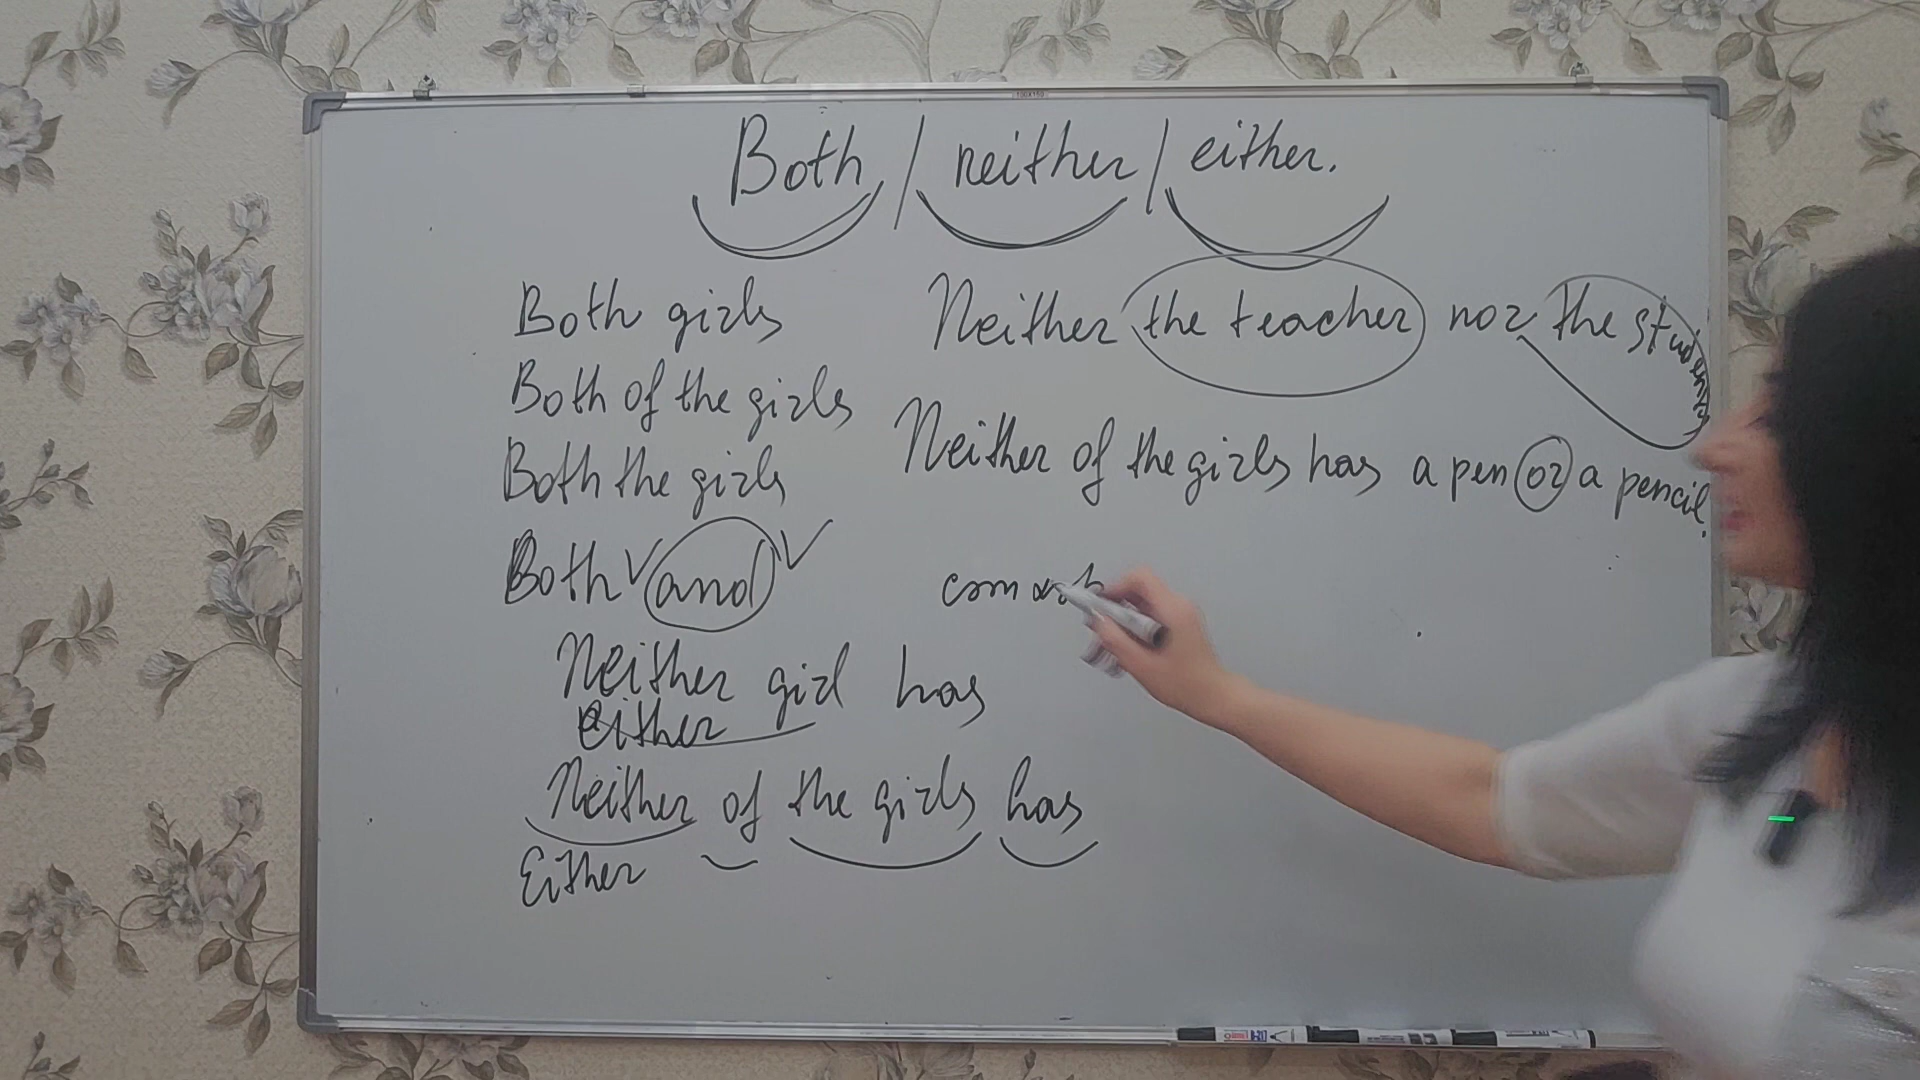 Both / neither / either.
Both girls
Both of the girls
Both the girls
Both V and V
Neither girl has
either
Neither of the girls has
Either
Neither the teacher nor the students
Neither of the girls has a pen or a pencil.